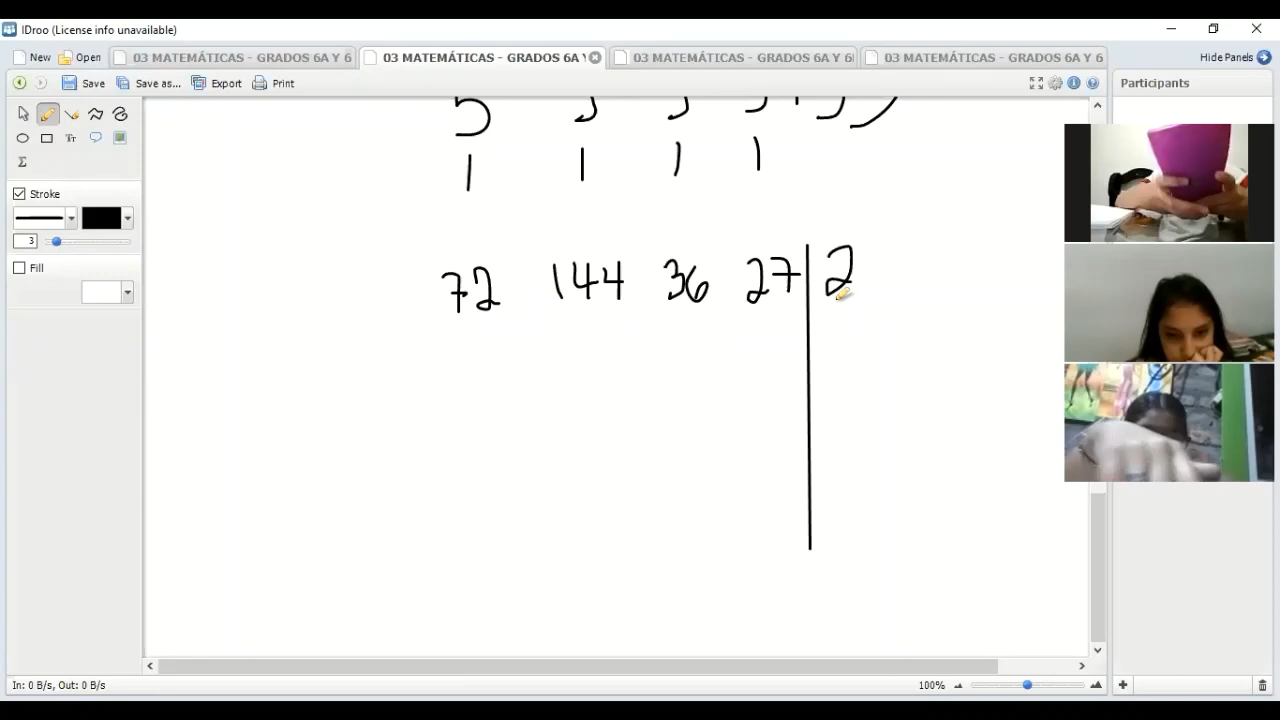 IDroo (License info unavailable)
New Open 03 MATEMÁTICAS - GRADOS 6A Y 6 03 MATEMÁTICAS - GRADOS 6A Y 03 MATEMÁTICAS - GRADOS 6A Y 6 03 MATEMÁTICAS - GRADOS 6A Y 6 Hide Panels
Save Save as... Export Print Participants
Tт
Σ
Stroke
3
Fill
5
1 1 1 1
72 144 36 27 2
In: 0 B/s, Out: 0 B/s 100%